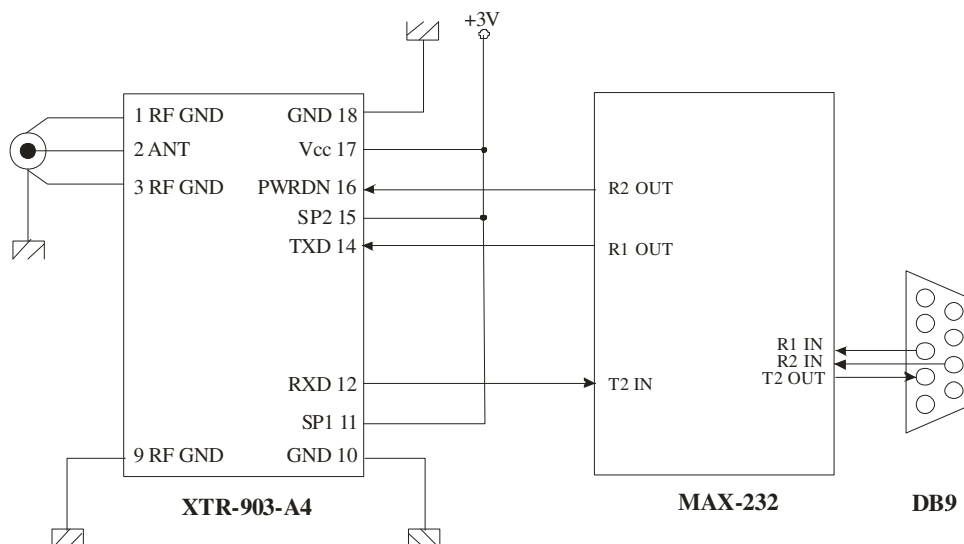 +3V
1 RF GND
2 ANT
3 RF GND
9 RF GND
GND 18
Vcc 17
PWRDN 16
SP2 15
TXD 14
RXD 12
SP1 11
GND 10
XTR-903-A4
R2 OUT
R1 OUT
T2 IN
R1 IN
R2 IN
T2 OUT
MAX-232
DB9